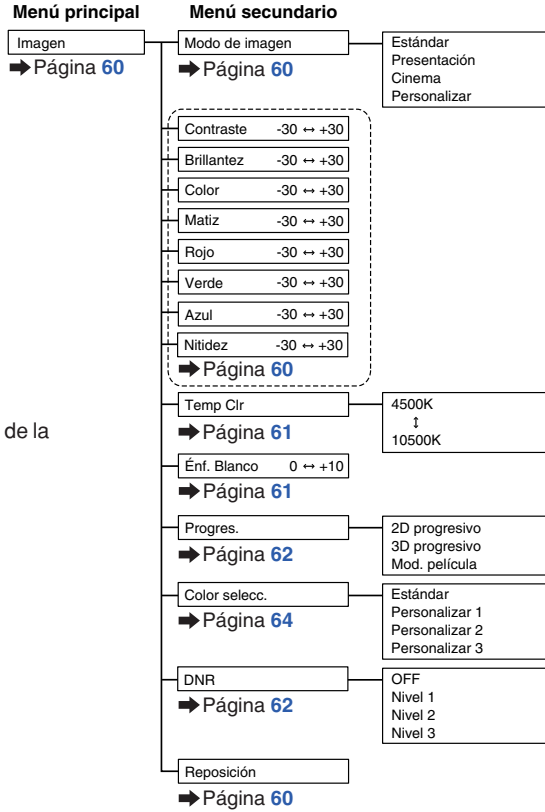 Menú principal
Menú secundario
Imagen
➡ Página 60
Modo de imagen
➡ Página 60
Estándar
Presentación
Cinema
Personalizar
Contraste -30 ↔ +30
Brillantez -30 ↔ +30
Color -30 ↔ +30
Matiz -30 ↔ +30
Rojo -30 ↔ +30
Verde -30 ↔ +30
Azul -30 ↔ +30
Nitidez -30 ↔ +30
➡ Página 60
de la
Temp Clr
➡ Página 61
4500K
↕
10500K
Énf. Blanco 0 ↔ +10
➡ Página 61
Progres.
➡ Página 62
2D progresivo
3D progresivo
Mod. película
Color selecc.
➡ Página 64
Estándar
Personalizar 1
Personalizar 2
Personalizar 3
DNR
➡ Página 62
OFF
Nivel 1
Nivel 2
Nivel 3
Reposición
➡ Página 60